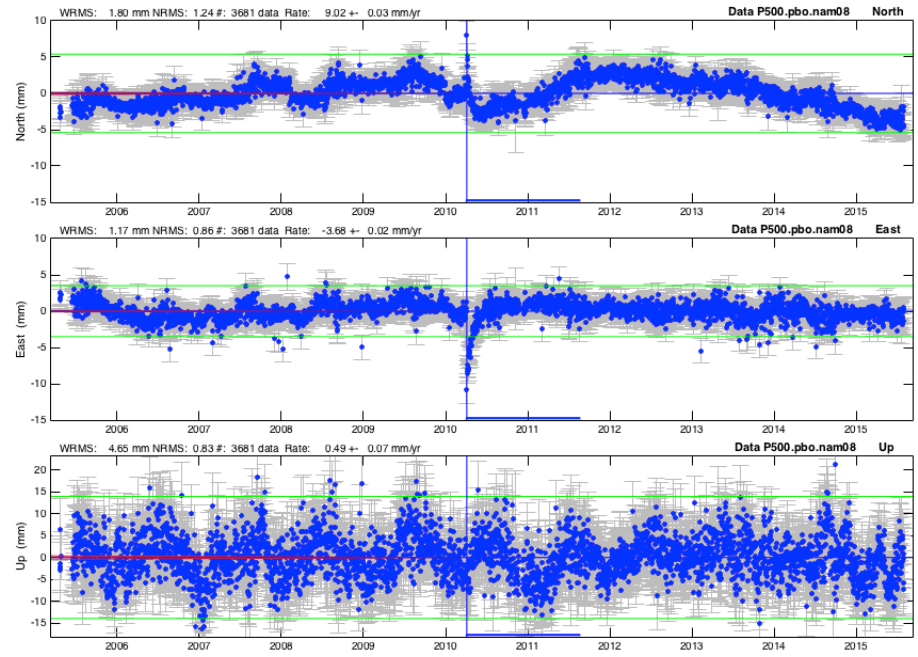 WRMS: 1.80 mm NRMS: 1.24 #: 3681 data Rate: 9.02 +- 0.03 mm/yr Data P500.pbo.nam08 North
10
5
0
-5
-10
-15
North (mm)
2006 2007 2008 2009 2010 2011 2012 2013 2014 2015
WRMS: 1.17 mm NRMS: 0.86 #: 3681 data Rate: -3.68 +- 0.02 mm/yr Data P500.pbo.nam08 East
10
5
0
-5
-10
-15
East (mm)
2006 2007 2008 2009 2010 2011 2012 2013 2014 2015
WRMS: 4.65 mm NRMS: 0.83 #: 3681 data Rate: 0.49 +- 0.07 mm/yr Data P500.pbo.nam08 Up
20
15
10
5
0
-5
-10
-15
Up (mm)
2006 2007 2008 2009 2010 2011 2012 2013 2014 2015